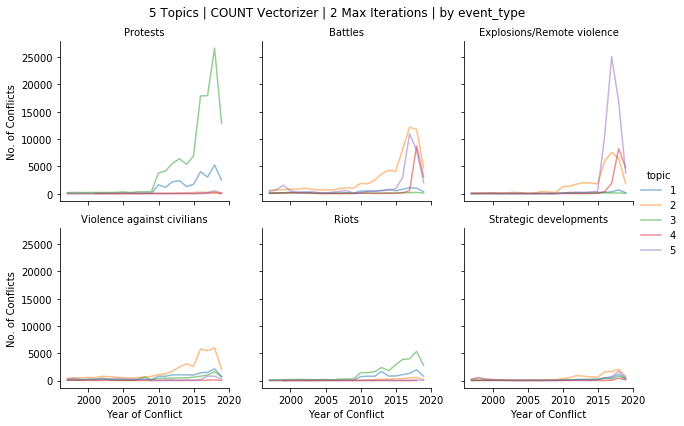 5 Topics | COUNT Vectorizer | 2 Max Iterations | by event_type
Protests
Battles
Explosions/Remote violence
No. of Conflicts
25000
20000
15000
10000
5000
0
topic
1
2
3
4
5
Violence against civilians
Riots
Strategic developments
No. of Conflicts
25000
20000
15000
10000
5000
0
2000 2005 2010 2015 2020
2000 2005 2010 2015 2020
2000 2005 2010 2015 2020
Year of Conflict
Year of Conflict
Year of Conflict